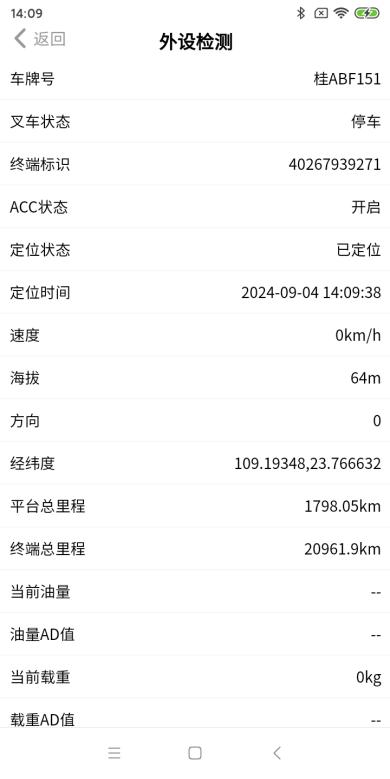 14:09
返回
外设检测
车牌号 桂ABF151
叉车状态 停车
终端标识 40267939271
ACC状态 开启
定位状态 已定位
定位时间 2024-09-04 14:09:38
速度 0km/h
海拔 64m
方向 0
经纬度 109.19348,23.766632
平台总里程 1798.05km
终端总里程 20961.9km
当前油量 --
油量AD值 --
当前载重 0kg
载重AD值 --